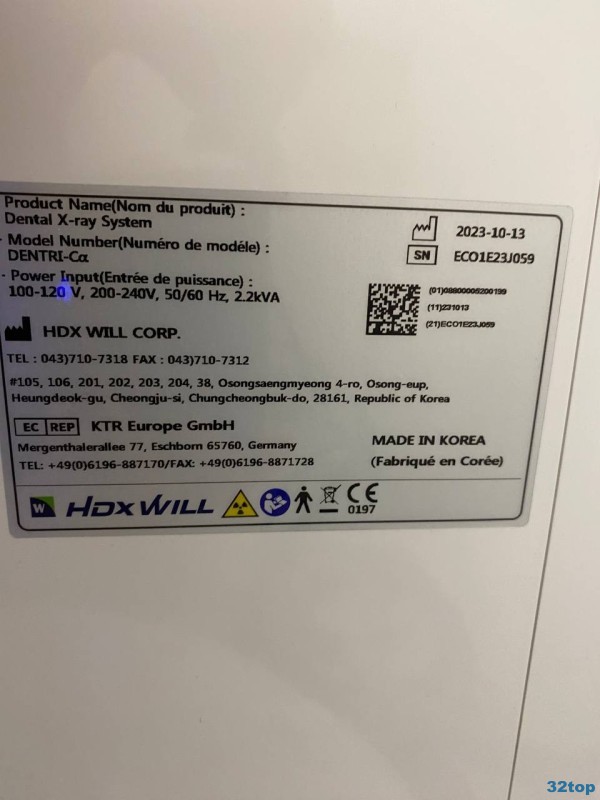 Product Name(Nom du produit) :
Dental X-ray System
· Model Number(Numéro de modéle) :
DENTRI-Cα
· Power Input(Entrée de puissance) :
100-120 V, 200-240V, 50/60 Hz, 2.2kVA
2023-10-13
SN ECO1E23J059
(01)08800005200199
(11)231013
(21)ECO1E23J059
HDX WILL CORP.
TEL : 043)710-7318 FAX : 043)710-7312
#105, 106, 201, 202, 203, 204, 38, Osongsaengmyeong 4-ro, Osong-eup,
Heungdeok-gu, Cheongju-si, Chungcheongbuk-do, 28161, Republic of Korea
EC REP KTR Europe GmbH
Mergenthalerallee 77, Eschborn 65760, Germany
TEL: +49(0)6196-887170/FAX: +49(0)6196-8871728
MADE IN KOREA
(Fabriqué en Corée)
W HDX WILL CE
0197
32top